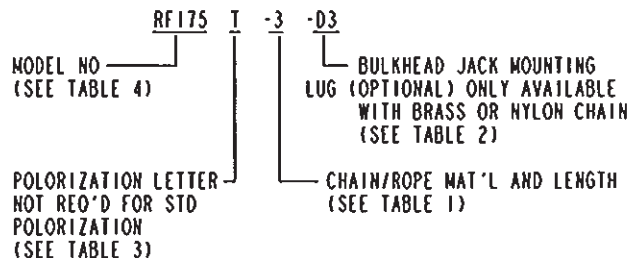 RF175 T -3 -D3
MODEL NO
(SEE TABLE 4)
BULKHEAD JACK MOUNTING
LUG (OPTIONAL) ONLY AVAILABLE
WITH BRASS OR NYLON CHAIN
(SEE TABLE 2)
POLORIZATION LETTER
NOT REO'D FOR STD
POLORIZATION
(SEE TABLE 3)
CHAIN/ROPE MAT'L AND LENGTH
(SEE TABLE 1)